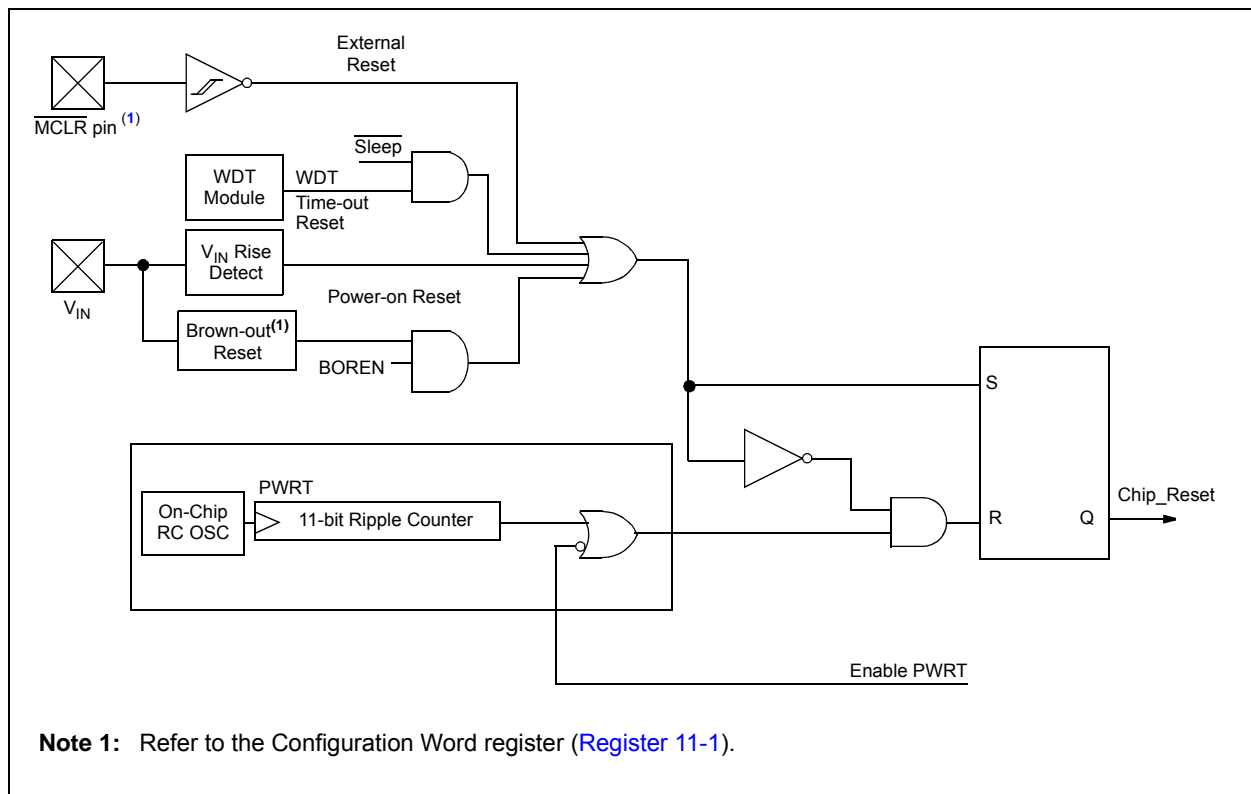 External
Reset
MCLR pin (1)
Sleep
WDT
Module
WDT
Time-out
Reset
VIN Rise
Detect
VIN
Power-on Reset
Brown-out(1)
Reset
BOREN
S
PWRT
On-Chip
RC OSC
11-bit Ripple Counter
R
Q
Chip_Reset
Enable PWRT
Note 1: Refer to the Configuration Word register (Register 11-1).